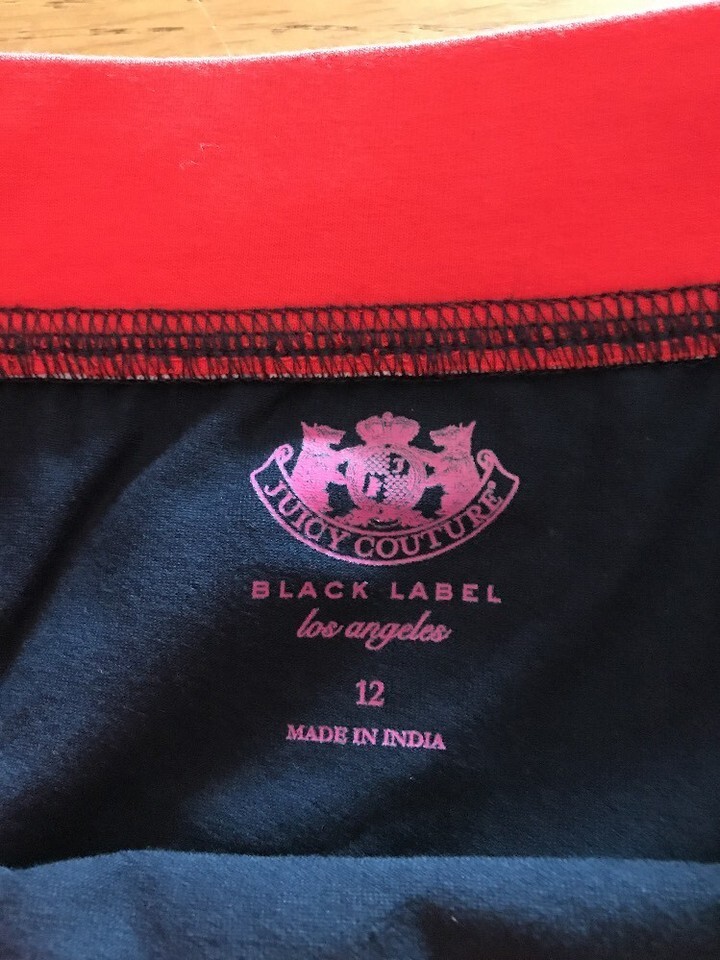 J
JUICY COUTURE®
BLACK LABEL
los angeles
12
MADE IN INDIA